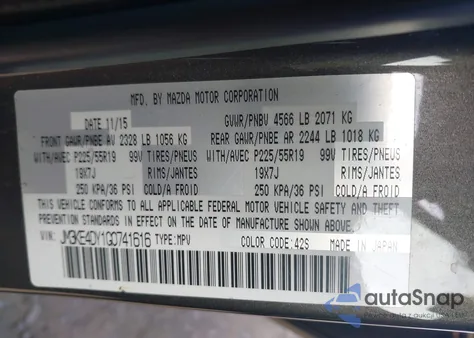 MFD. BY MAZDA MOTOR CORPORATION
DATE 11/15 GVWR/PNBV 4566 LB 2071 KG
FRONT GAWR/PNBE AV 2328 LB 1056 KG REAR GAWR/PNBE AR 2244 LB 1018 KG
WITH/AVEC P225/55R19 99V TIRES/PNEUS WITH/AVEC P225/55R19 99V TIRES/PNEUS
19X7J RIMS/JANTES 19X7J RIMS/JANTES
250 KPA/36 PSI COLD/A FROID 250 KPA/36 PSI COLD/A FROID
THIS VEHICLE CONFORMS TO ALL APPLICABLE FEDERAL MOTOR VEHICLE SAFETY AND THEFT
PREVENTION STANDARDS IN EFFECT ON THE DATE OF MANUFACTURE SHOWN ABOVE.
VIN: JM3KE4DY1G0741616 TYPE:MPV COLOR CODE:42S MADE IN JAPAN
autoSnap